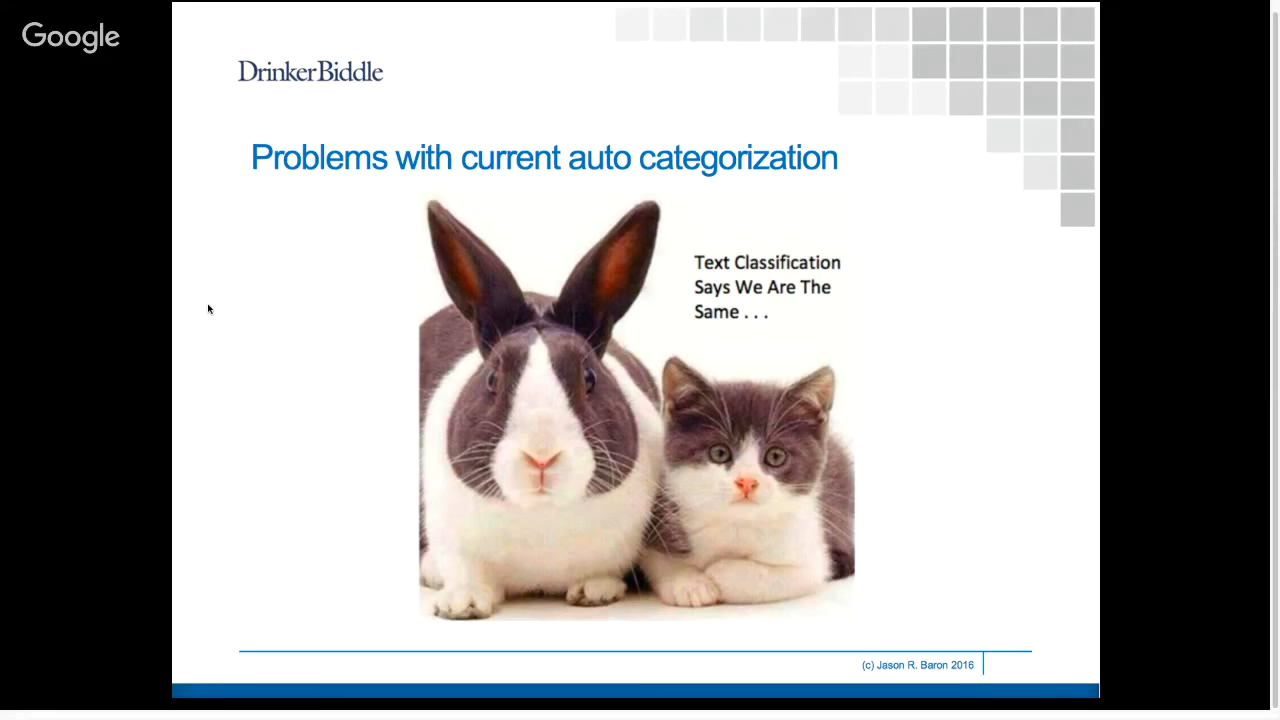 Google
DrinkerBiddle
Problems with current auto categorization
Text Classification
Says We Are The
Same . . .
(c) Jason R. Baron 2016